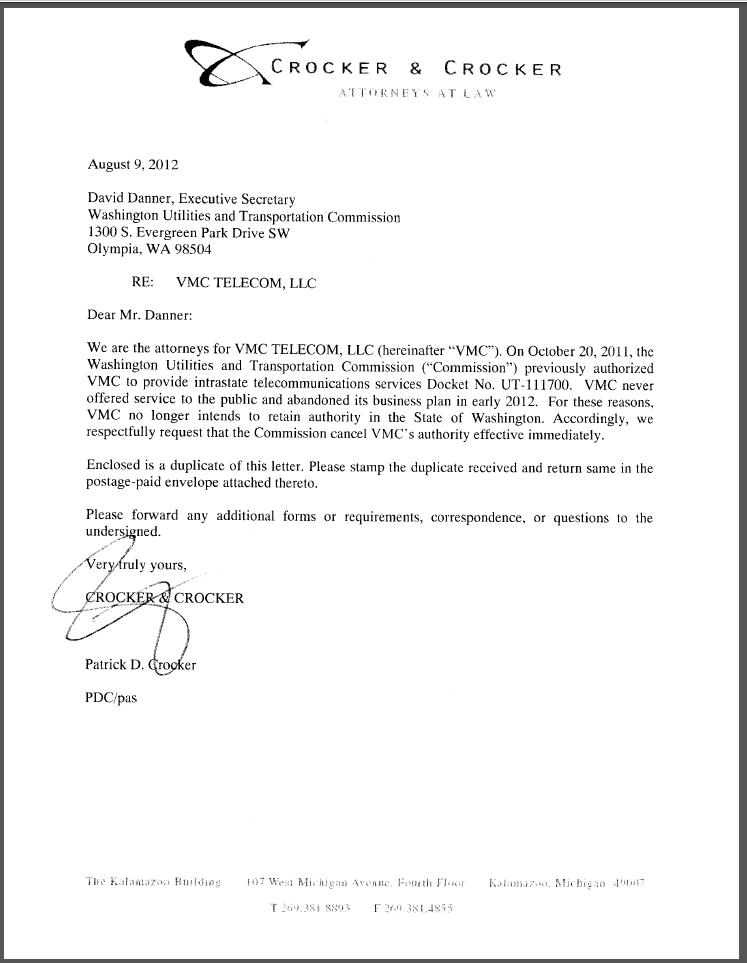 CROCKER & CROCKER
ATTORNEYS AT LAW
August 9, 2012
David Danner, Executive Secretary
Washington Utilities and Transportation Commission
1300 S. Evergreen Park Drive SW
Olympia, WA 98504
RE: VMC TELECOM, LLC
Dear Mr. Danner:
We are the attorneys for VMC TELECOM, LLC (hereinafter “VMC”). On October 20, 2011, the
Washington Utilities and Transportation Commission (“Commission”) previously authorized
VMC to provide intrastate telecommunications services Docket No. UT-111700. VMC never
offered service to the public and abandoned its business plan in early 2012. For these reasons,
VMC no longer intends to retain authority in the State of Washington. Accordingly, we
respectfully request that the Commission cancel VMC’s authority effective immediately.
Enclosed is a duplicate of this letter. Please stamp the duplicate received and return same in the
postage-paid envelope attached thereto.
Please forward any additional forms or requirements, correspondence, or questions to the
undersigned.
Very truly yours,
CROCKER & CROCKER
Patrick D. Crocker
PDC/pas
The Kalamazoo Building 107 West Michigan Avenue, Fourth Floor Kalamazoo, Michigan 49007
T 269.381.8893 F 269.381.4855